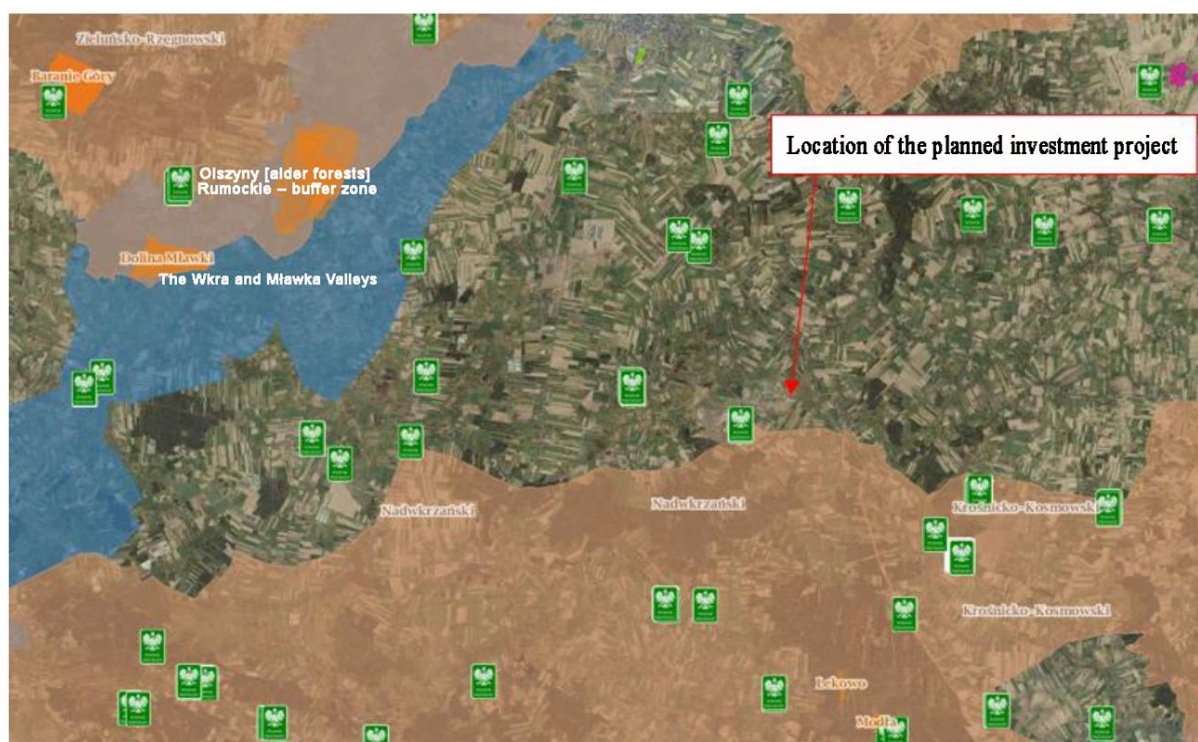 Zieluńsko-Rzęgnowski
Baranie Góry
Location of the planned investment project
Olszyny [alder forests]
Rumockie – buffer zone
Dolina Mławki
The Wkra and Mławka Valleys
Nadwkrzański
Nadwkrzański
Krośnicko-Kosmowski
Krośnicko-Kosmowski
Lekowo
Modła